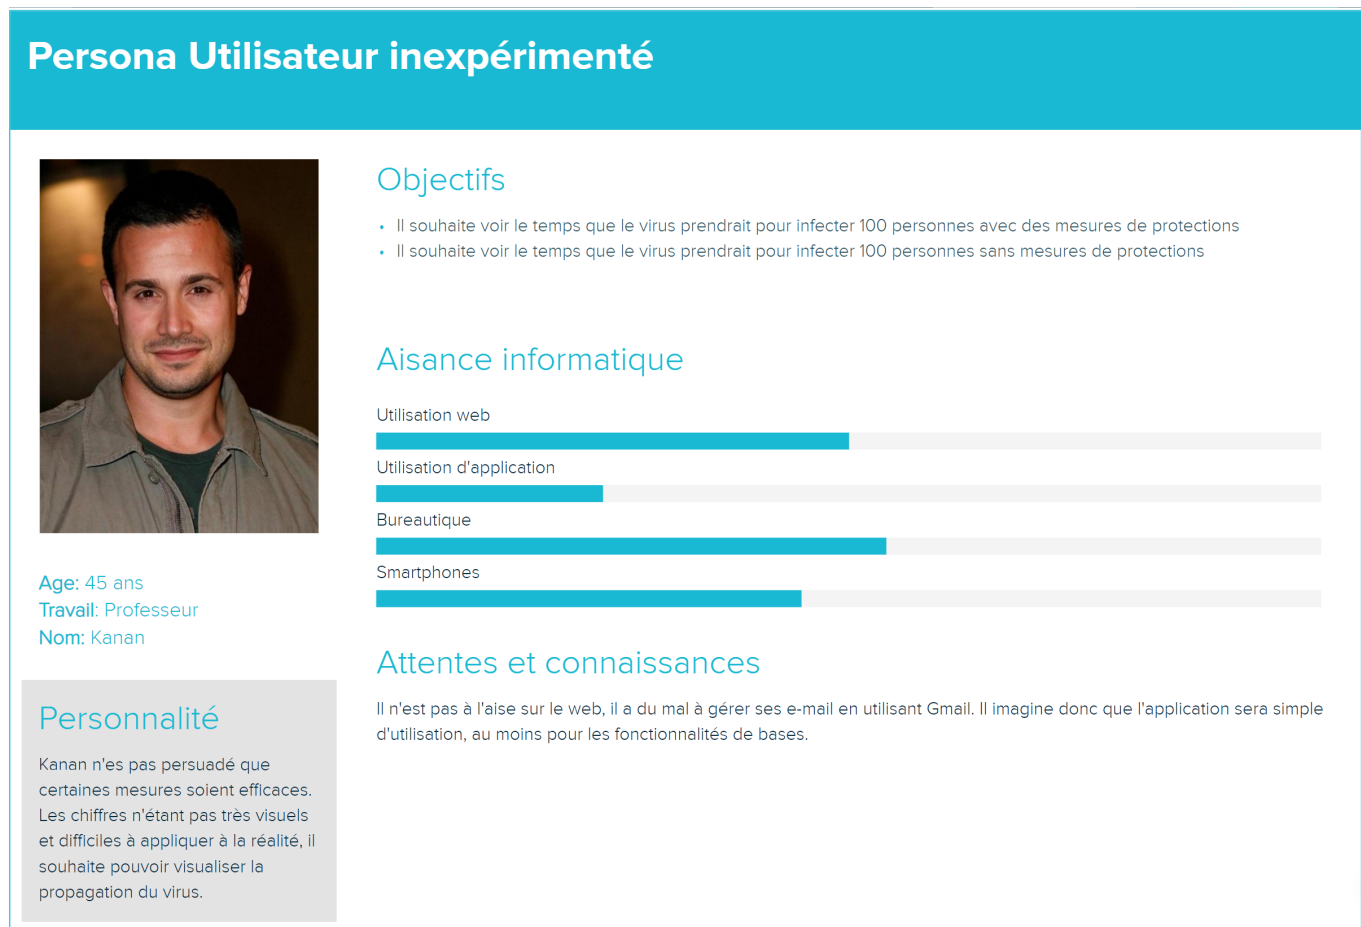 Persona Utilisateur inexpérimenté
Age: 45 ans
Travail: Professeur
Nom: Kanan
Personnalité
Kanan n'es pas persuadé que
certaines mesures soient efficaces.
Les chiffres n'étant pas très visuels
et difficiles à appliquer à la réalité, il
souhaite pouvoir visualiser la
propagation du virus.
Objectifs
• Il souhaite voir le temps que le virus prendrait pour infecter 100 personnes avec des mesures de protections
• Il souhaite voir le temps que le virus prendrait pour infecter 100 personnes sans mesures de protections
Aisance informatique
Utilisation web
Utilisation d'application
Bureautique
Smartphones
Attentes et connaissances
Il n'est pas à l'aise sur le web, il a du mal à gérer ses e-mail en utilisant Gmail. Il imagine donc que l'application sera simple
d'utilisation, au moins pour les fonctionnalités de bases.